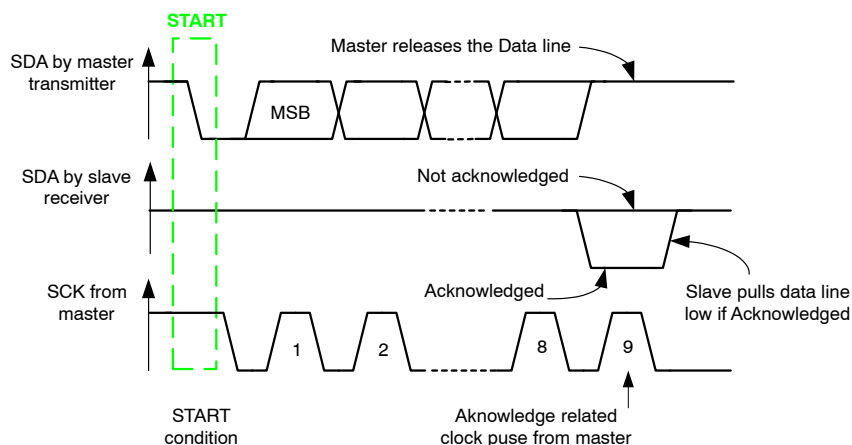 START
Master releases the Data line
SDA by master
transmitter
MSB
SDA by slave
receiver
Not acknowledged
SCK from
master
Acknowledged
Slave pulls data line
low if Acknowledged
1
2
8
9
START
condition
Aknowledge related
clock puse from master